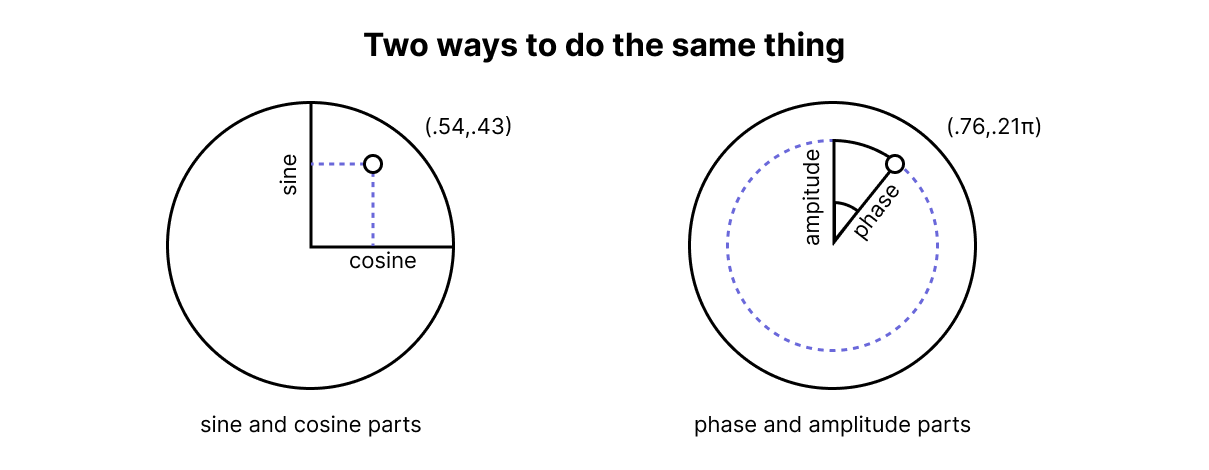 Two ways to do the same thing
(.54,.43)
sine
cosine
sine and cosine parts
(.76,.21π)
ampitude
phase
phase and amplitude parts